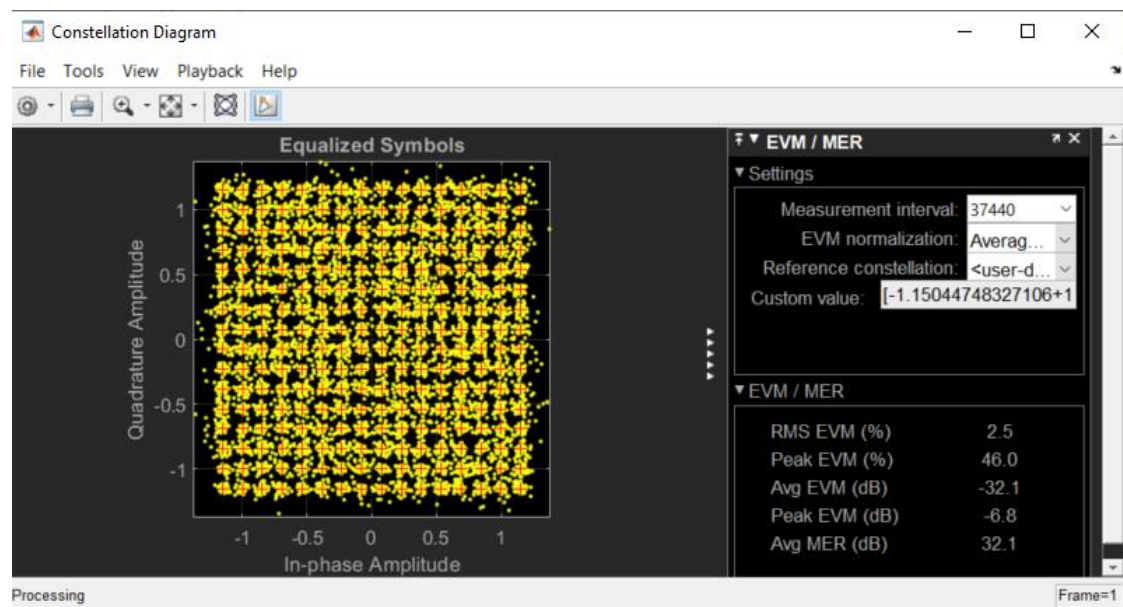 Constellation Diagram
File Tools View Playback Help
Equalized Symbols
1
0.5
0
-0.5
-1
Quadrature Amplitude
-1 -0.5 0 0.5 1
In-phase Amplitude
EVM / MER
Settings
Measurement interval: 37440
EVM normalization: Averag...
Reference constellation: <user-d...
Custom value: [-1.15044748327106+1
EVM / MER
RMS EVM (%) 2.5
Peak EVM (%) 46.0
Avg EVM (dB) -32.1
Peak EVM (dB) -6.8
Avg MER (dB) 32.1
Processing Frame=1